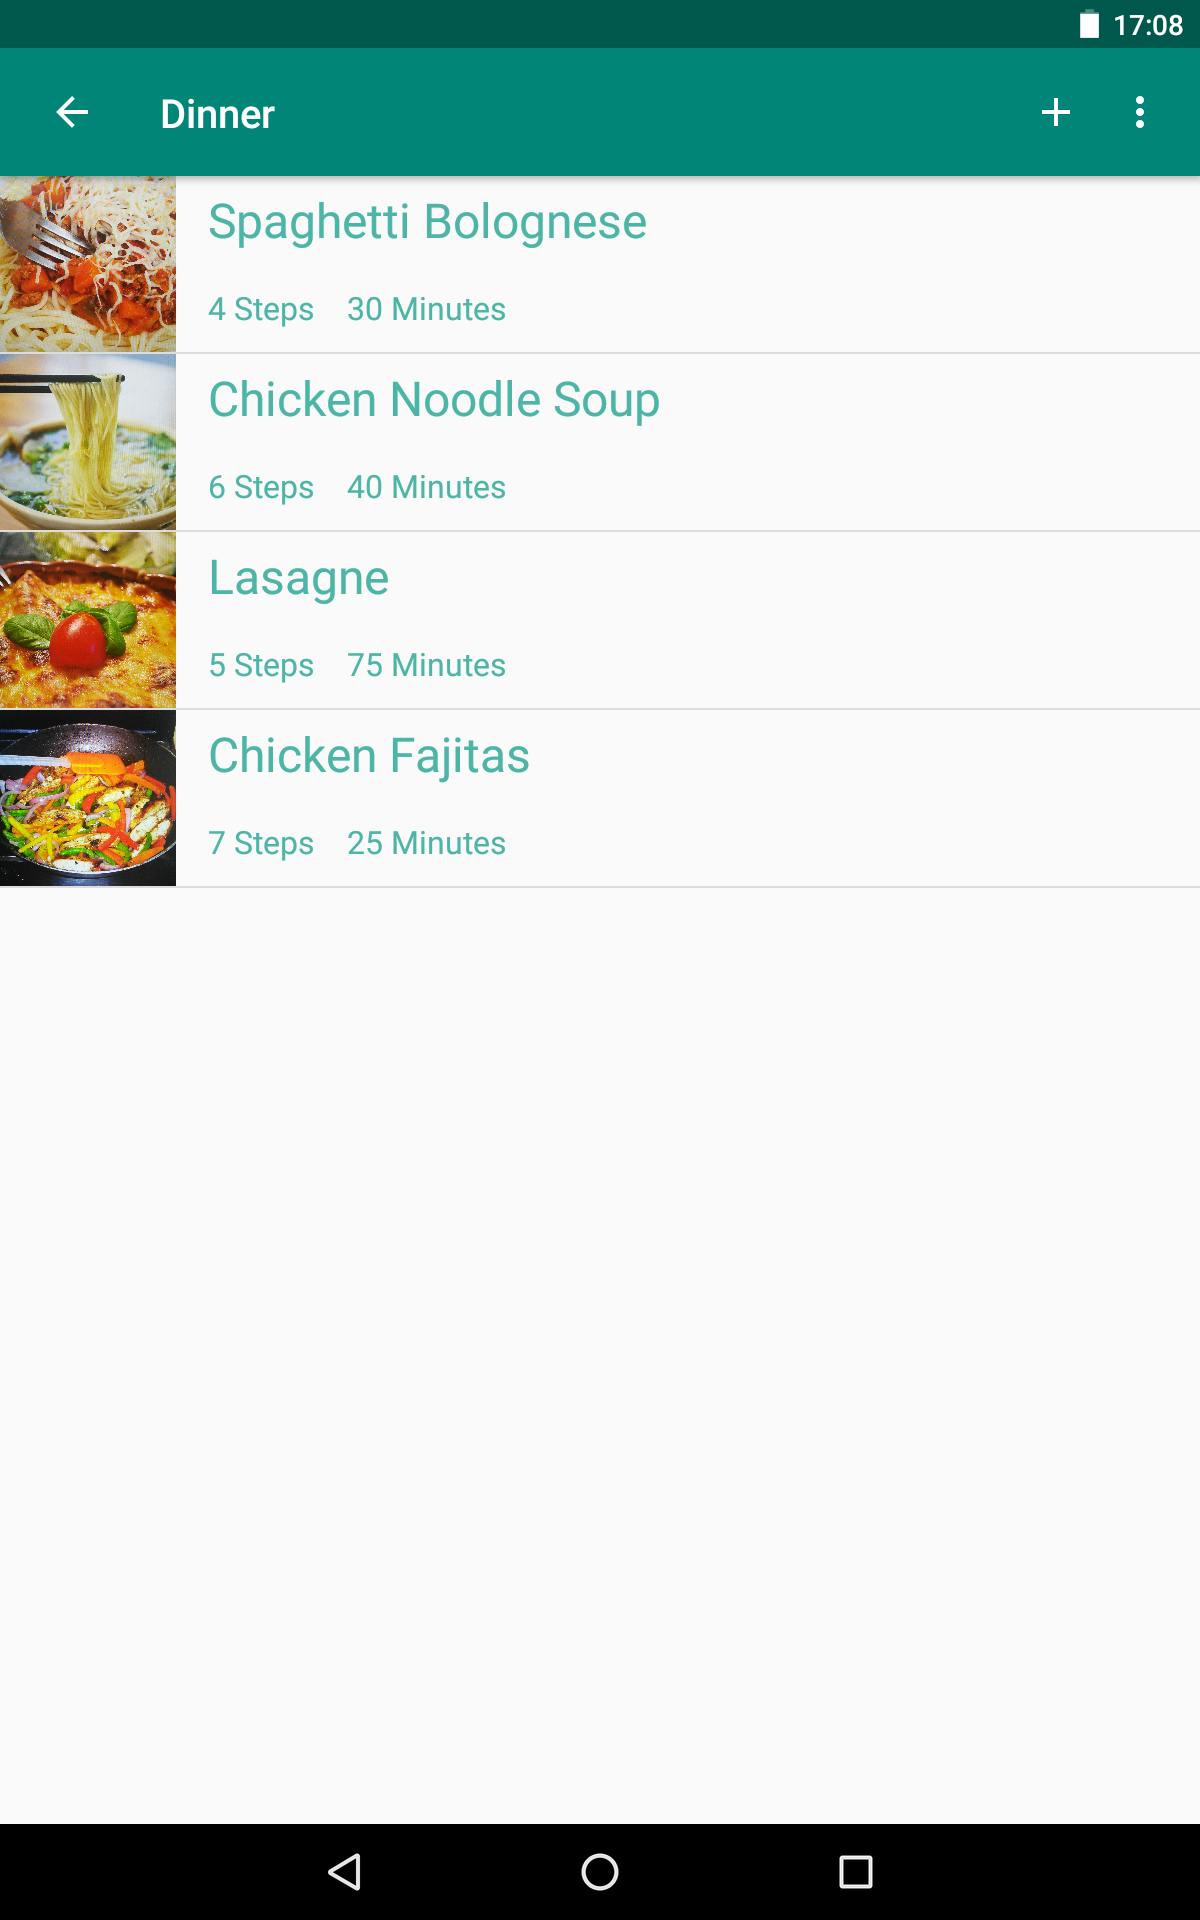 17:08
Dinner
Spaghetti Bolognese
4 Steps 30 Minutes
Chicken Noodle Soup
6 Steps 40 Minutes
Lasagne
5 Steps 75 Minutes
Chicken Fajitas
7 Steps 25 Minutes